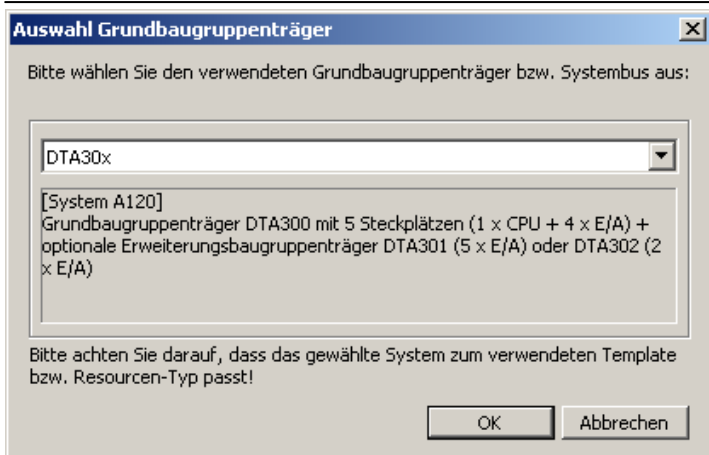 Auswahl Grundbaugruppenträger
Bitte wählen Sie den verwendeten Grundbaugruppenträger bzw. Systembus aus:
DTA30x
[System A120]
Grundbaugruppenträger DTA300 mit 5 Steckplätzen (1 x CPU + 4 x E/A) +
optionale Erweiterungsbaugruppenträger DTA301 (5 x E/A) oder DTA302 (2
x E/A)
Bitte achten Sie darauf, dass das gewählte System zum verwendeten Template
bzw. Resourcen-Typ passt!
OK Abbrechen